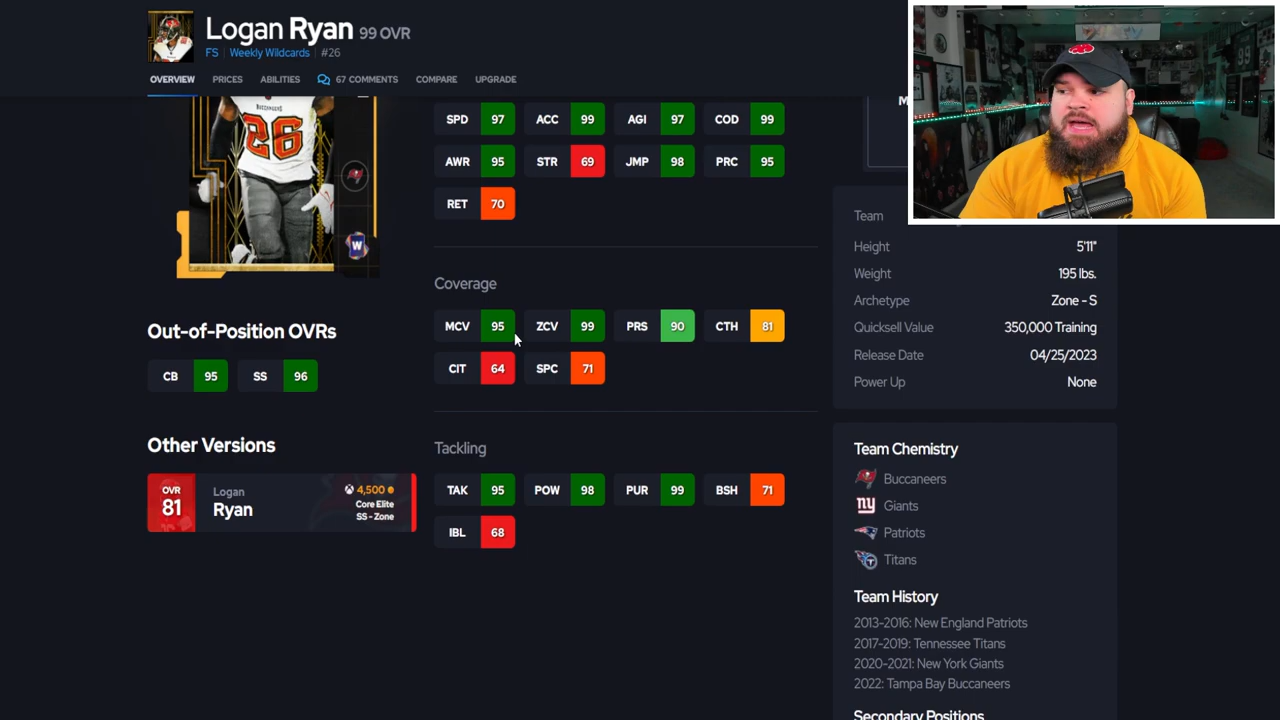 Logan Ryan 99 OVR
FS | Weekly Wildcards | #26
OVERVIEW PRICES ABILITIES 67 COMMENTS COMPARE UPGRADE
BUCCANEERS
26
W
SPD 97 ACC 99 AGI 97 COD 99
AWR 95 STR 69 JMP 98 PRC 95
RET 70
Coverage
MCV 95 ZCV 99 PRS 90 CTH 81
CIT 64 SPC 71
Tackling
TAK 95 POW 98 PUR 99 BSH 71
IBL 68
Out-of-Position OVRs
CB 95 SS 96
Other Versions
OVR
81
Logan
Ryan
4,500
Core Elite
SS - Zone
Team
Height 5'11"
Weight 195 lbs.
Archetype Zone - S
Quicksell Value 350,000 Training
Release Date 04/25/2023
Power Up None
Team Chemistry
Buccaneers
ny Giants
Patriots
Titans
Team History
2013-2016: New England Patriots
2017-2019: Tennessee Titans
2020-2021: New York Giants
2022: Tampa Bay Buccaneers
Secondary Positions
99